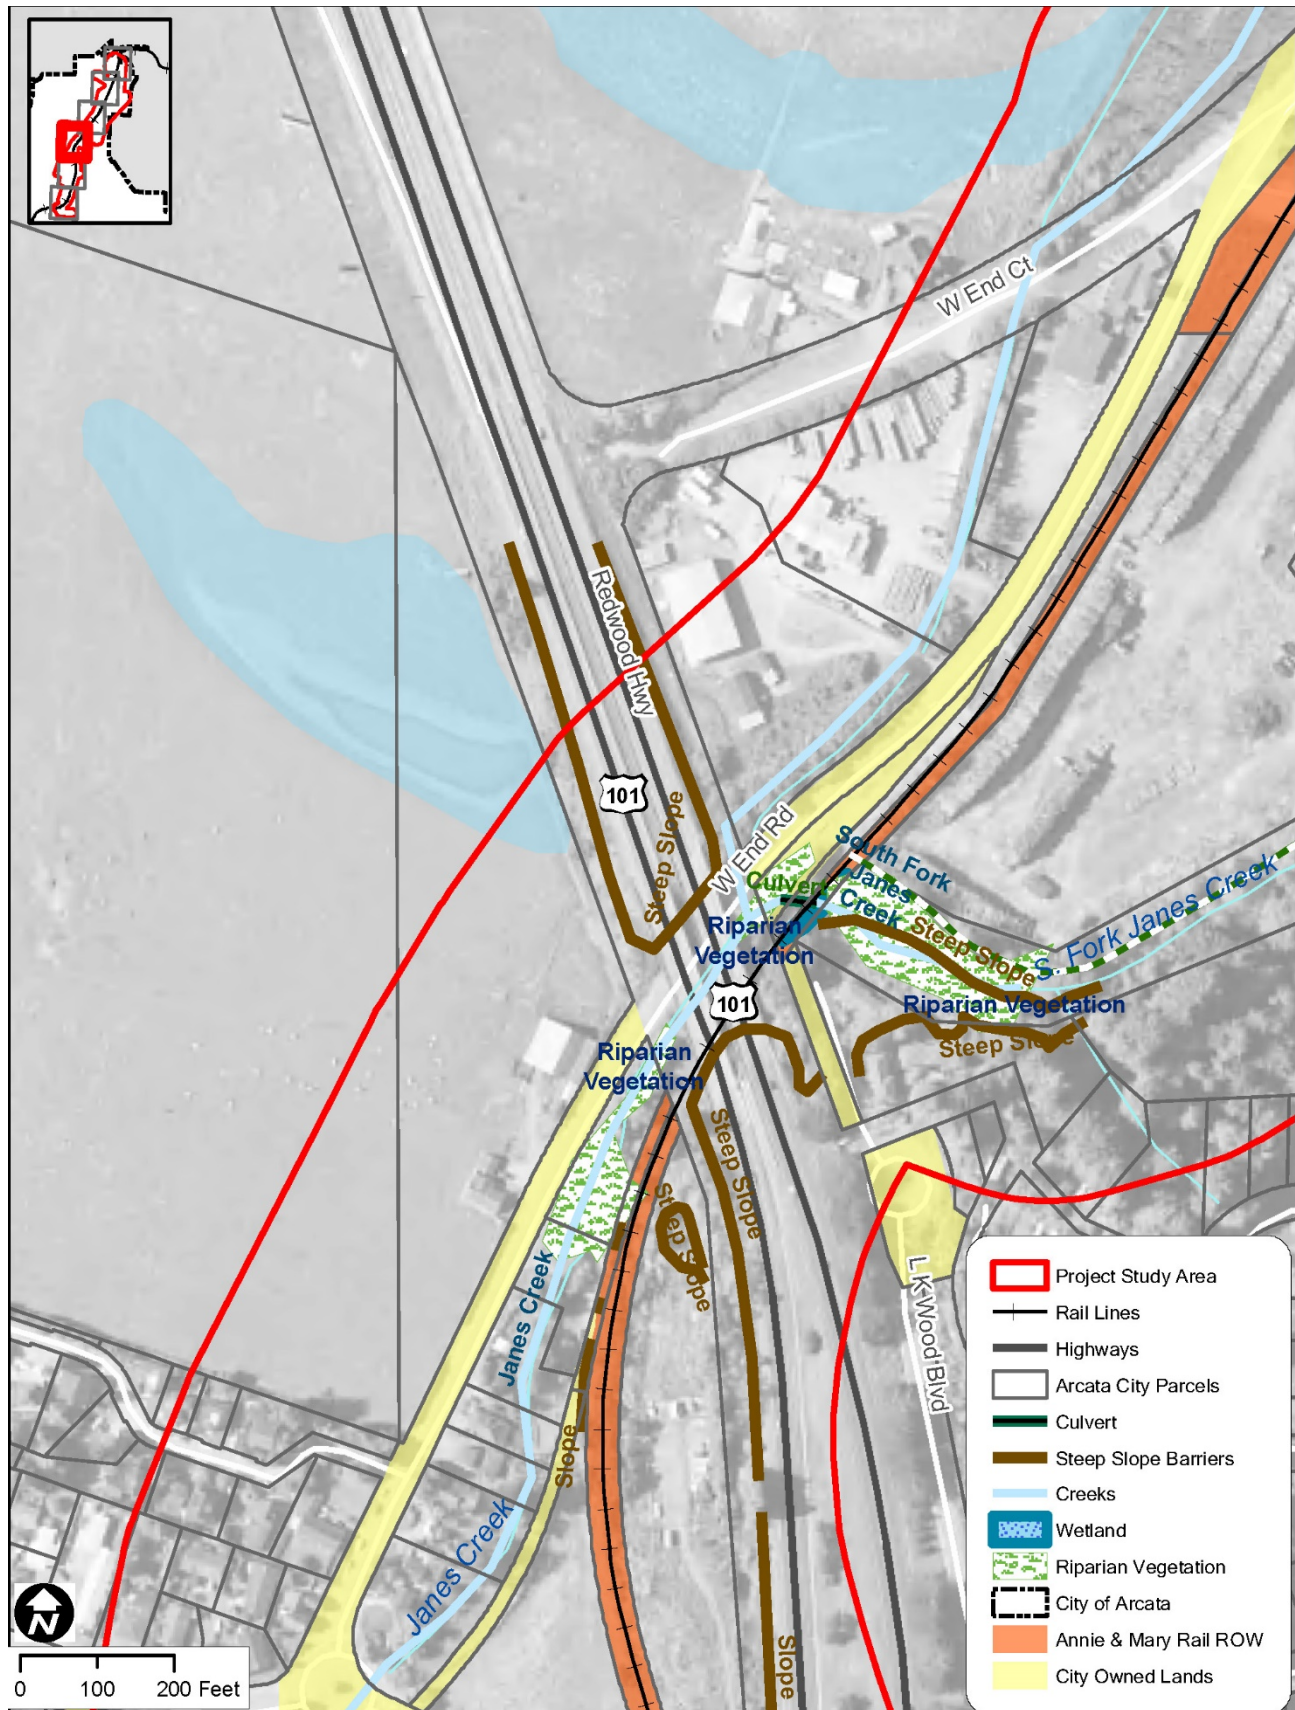 W End Ct
Redwood Hwy
101
Steep Slope
W End Rd
South Fork
Janes
Creek
Culvert
Riparian
Vegetation
Steep Slope
S. Fork Janes Creek
Riparian Vegetation
101
Steep Slope
Riparian
Vegetation
Steep Slope
Steep Slope
Janes Creek
L K Wood Blvd
Slope
Janes Creek
Slope
Project Study Area
Rail Lines
Highways
Arcata City Parcels
Culvert
Steep Slope Barriers
Creeks
Wetland
Riparian Vegetation
City of Arcata
Annie & Mary Rail ROW
City Owned Lands
N
0 100 200 Feet